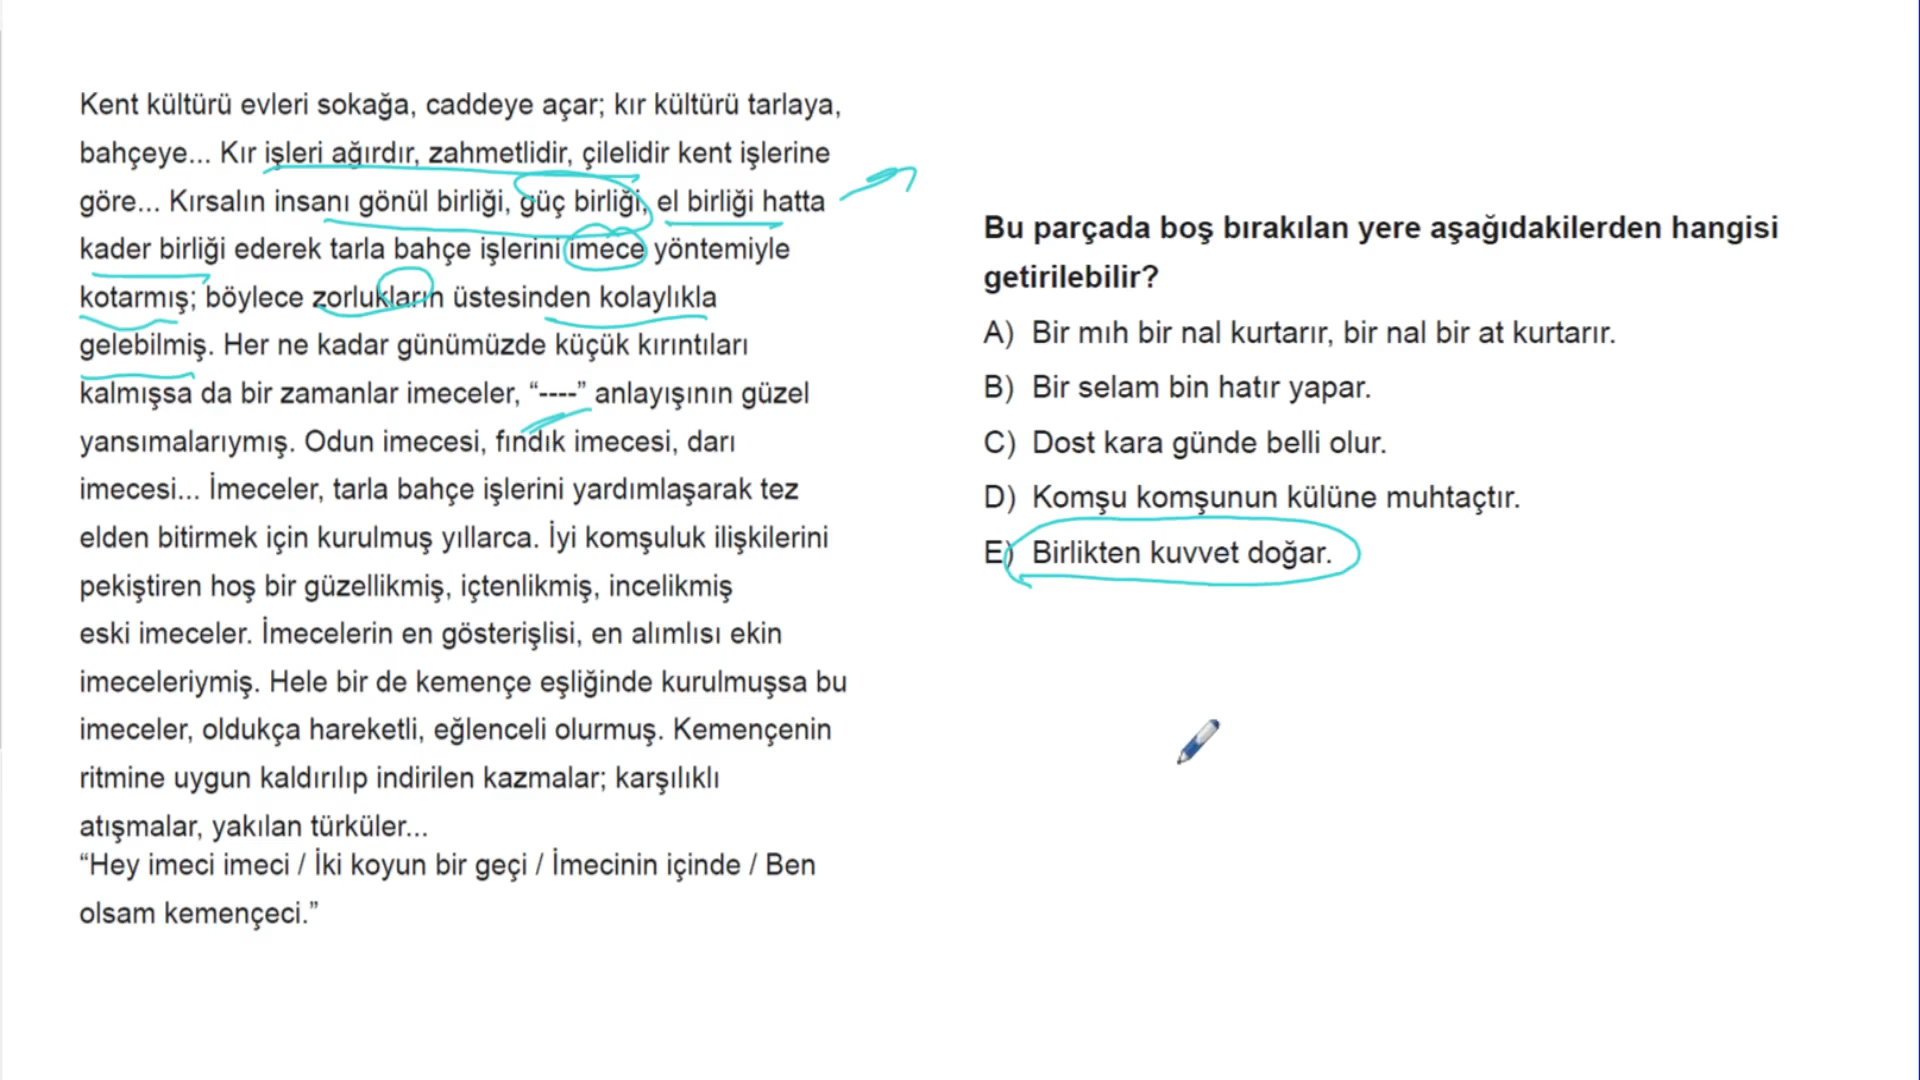 Kent kültürü evleri sokağa, caddeye açar; kır kültürü tarlaya,
bahçeye... Kır işleri ağırdır, zahmetlidir, çilelidir kent işlerine
göre... Kırsalın insanı gönül birliği, güç birliği, el birliği hatta
kader birliği ederek tarla bahçe işlerini imece yöntemiyle
kotarmış; böylece zorlukların üstesinden kolaylıkla
gelebilmiş. Her ne kadar günümüzde küçük kırıntıları
kalmışsa da bir zamanlar imeceler, “----” anlayışının güzel
yansımalarıymış. Odun imecesi, fındık imecesi, darı
imecesi... İmeceler, tarla bahçe işlerini yardımlaşarak tez
elden bitirmek için kurulmuş yıllarca. İyi komşuluk ilişkilerini
pekiştiren hoş bir güzellikmiş, içtenlikmiş, incelikmiş
eski imeceler. İmecelerin en gösterişlisi, en alımlısı ekin
imeceleriymiş. Hele bir de kemençe eşliğinde kurulmuşsa bu
imeceler, oldukça hareketli, eğlenceli olurmuş. Kemençenin
ritmine uygun kaldırılıp indirilen kazmalar; karşılıklı
atışmalar, yakılan türküler...
“Hey imeci imeci / İki koyun bir geçi / İmecinin içinde / Ben
olsam kemençeci.”
Bu parçada boş bırakılan yere aşağıdakilerden hangisi
getirilebilir?
A) Bir mıh bir nal kurtarır, bir nal bir at kurtarır.
B) Bir selam bin hatır yapar.
C) Dost kara günde belli olur.
D) Komşu komşunun külüne muhtaçtır.
E) Birlikten kuvvet doğar.